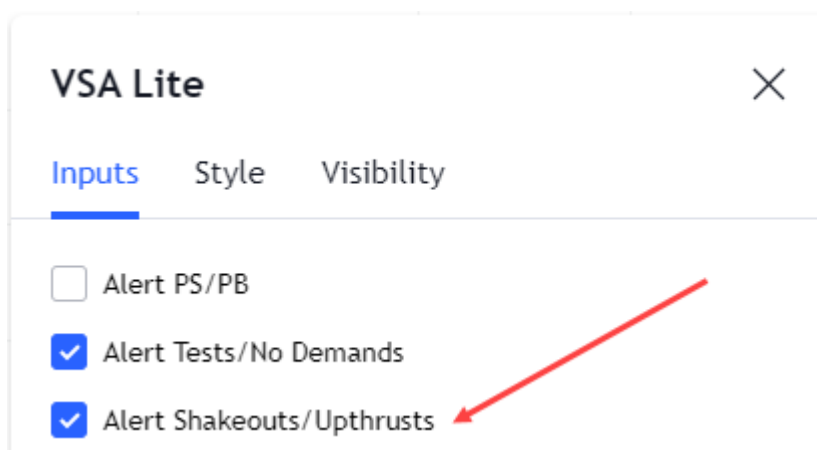 VSA Lite
Inputs Style Visibility
Alert PS/PB
Alert Tests/No Demands
Alert Shakeouts/Upthrusts